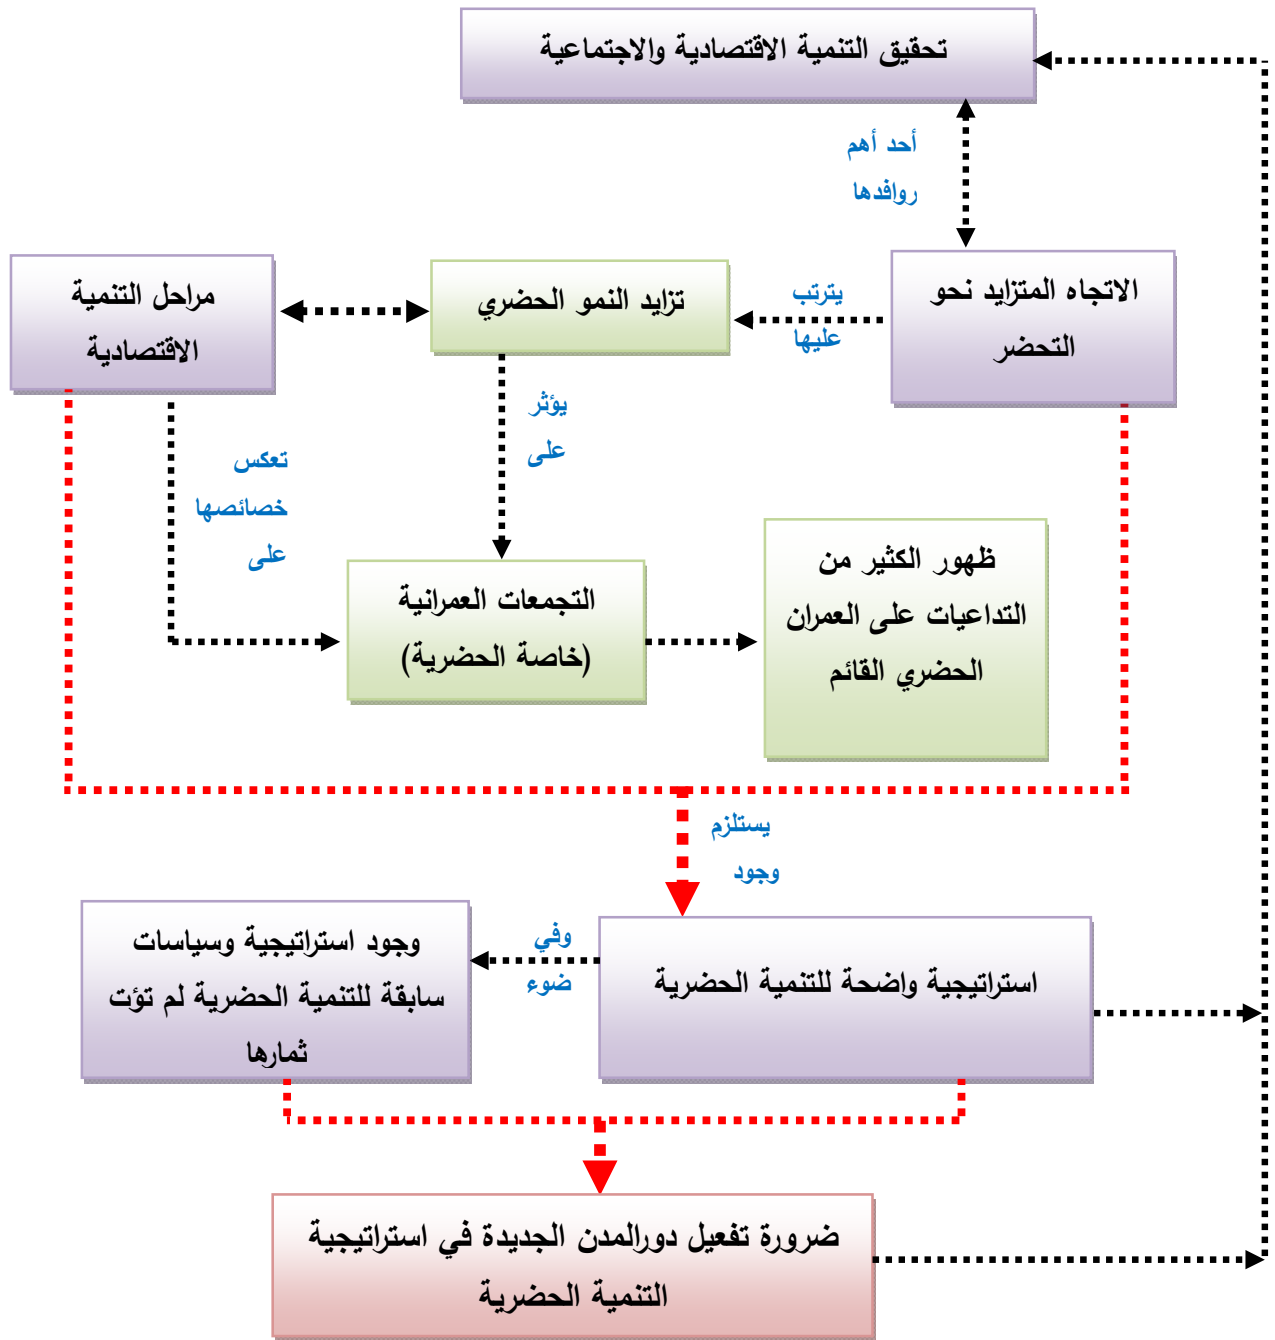 تحقيق التنمية الاقتصادية والاجتماعية
أحد أهم
روافدها
الاتجاه المتزايد نحو
التحضر
يترتب
عليها
تزايد النمو الحضري
مراحل التنمية
الاقتصادية
يؤثر
على
تعكس
خصائصها
على
ظهور الكثير من
التداعيات على العمران
الحضري القائم
التجمعات العمرانية
(خاصة الحضرية)
يستلزم
وجود
استراتيجية واضحة للتنمية الحضرية
وفي
ضوء
وجود استراتيجية وسياسات
سابقة للتنمية الحضرية لم تؤت
ثمارها
ضرورة تفعيل دورالمدن الجديدة في استراتيجية
التنمية الحضرية